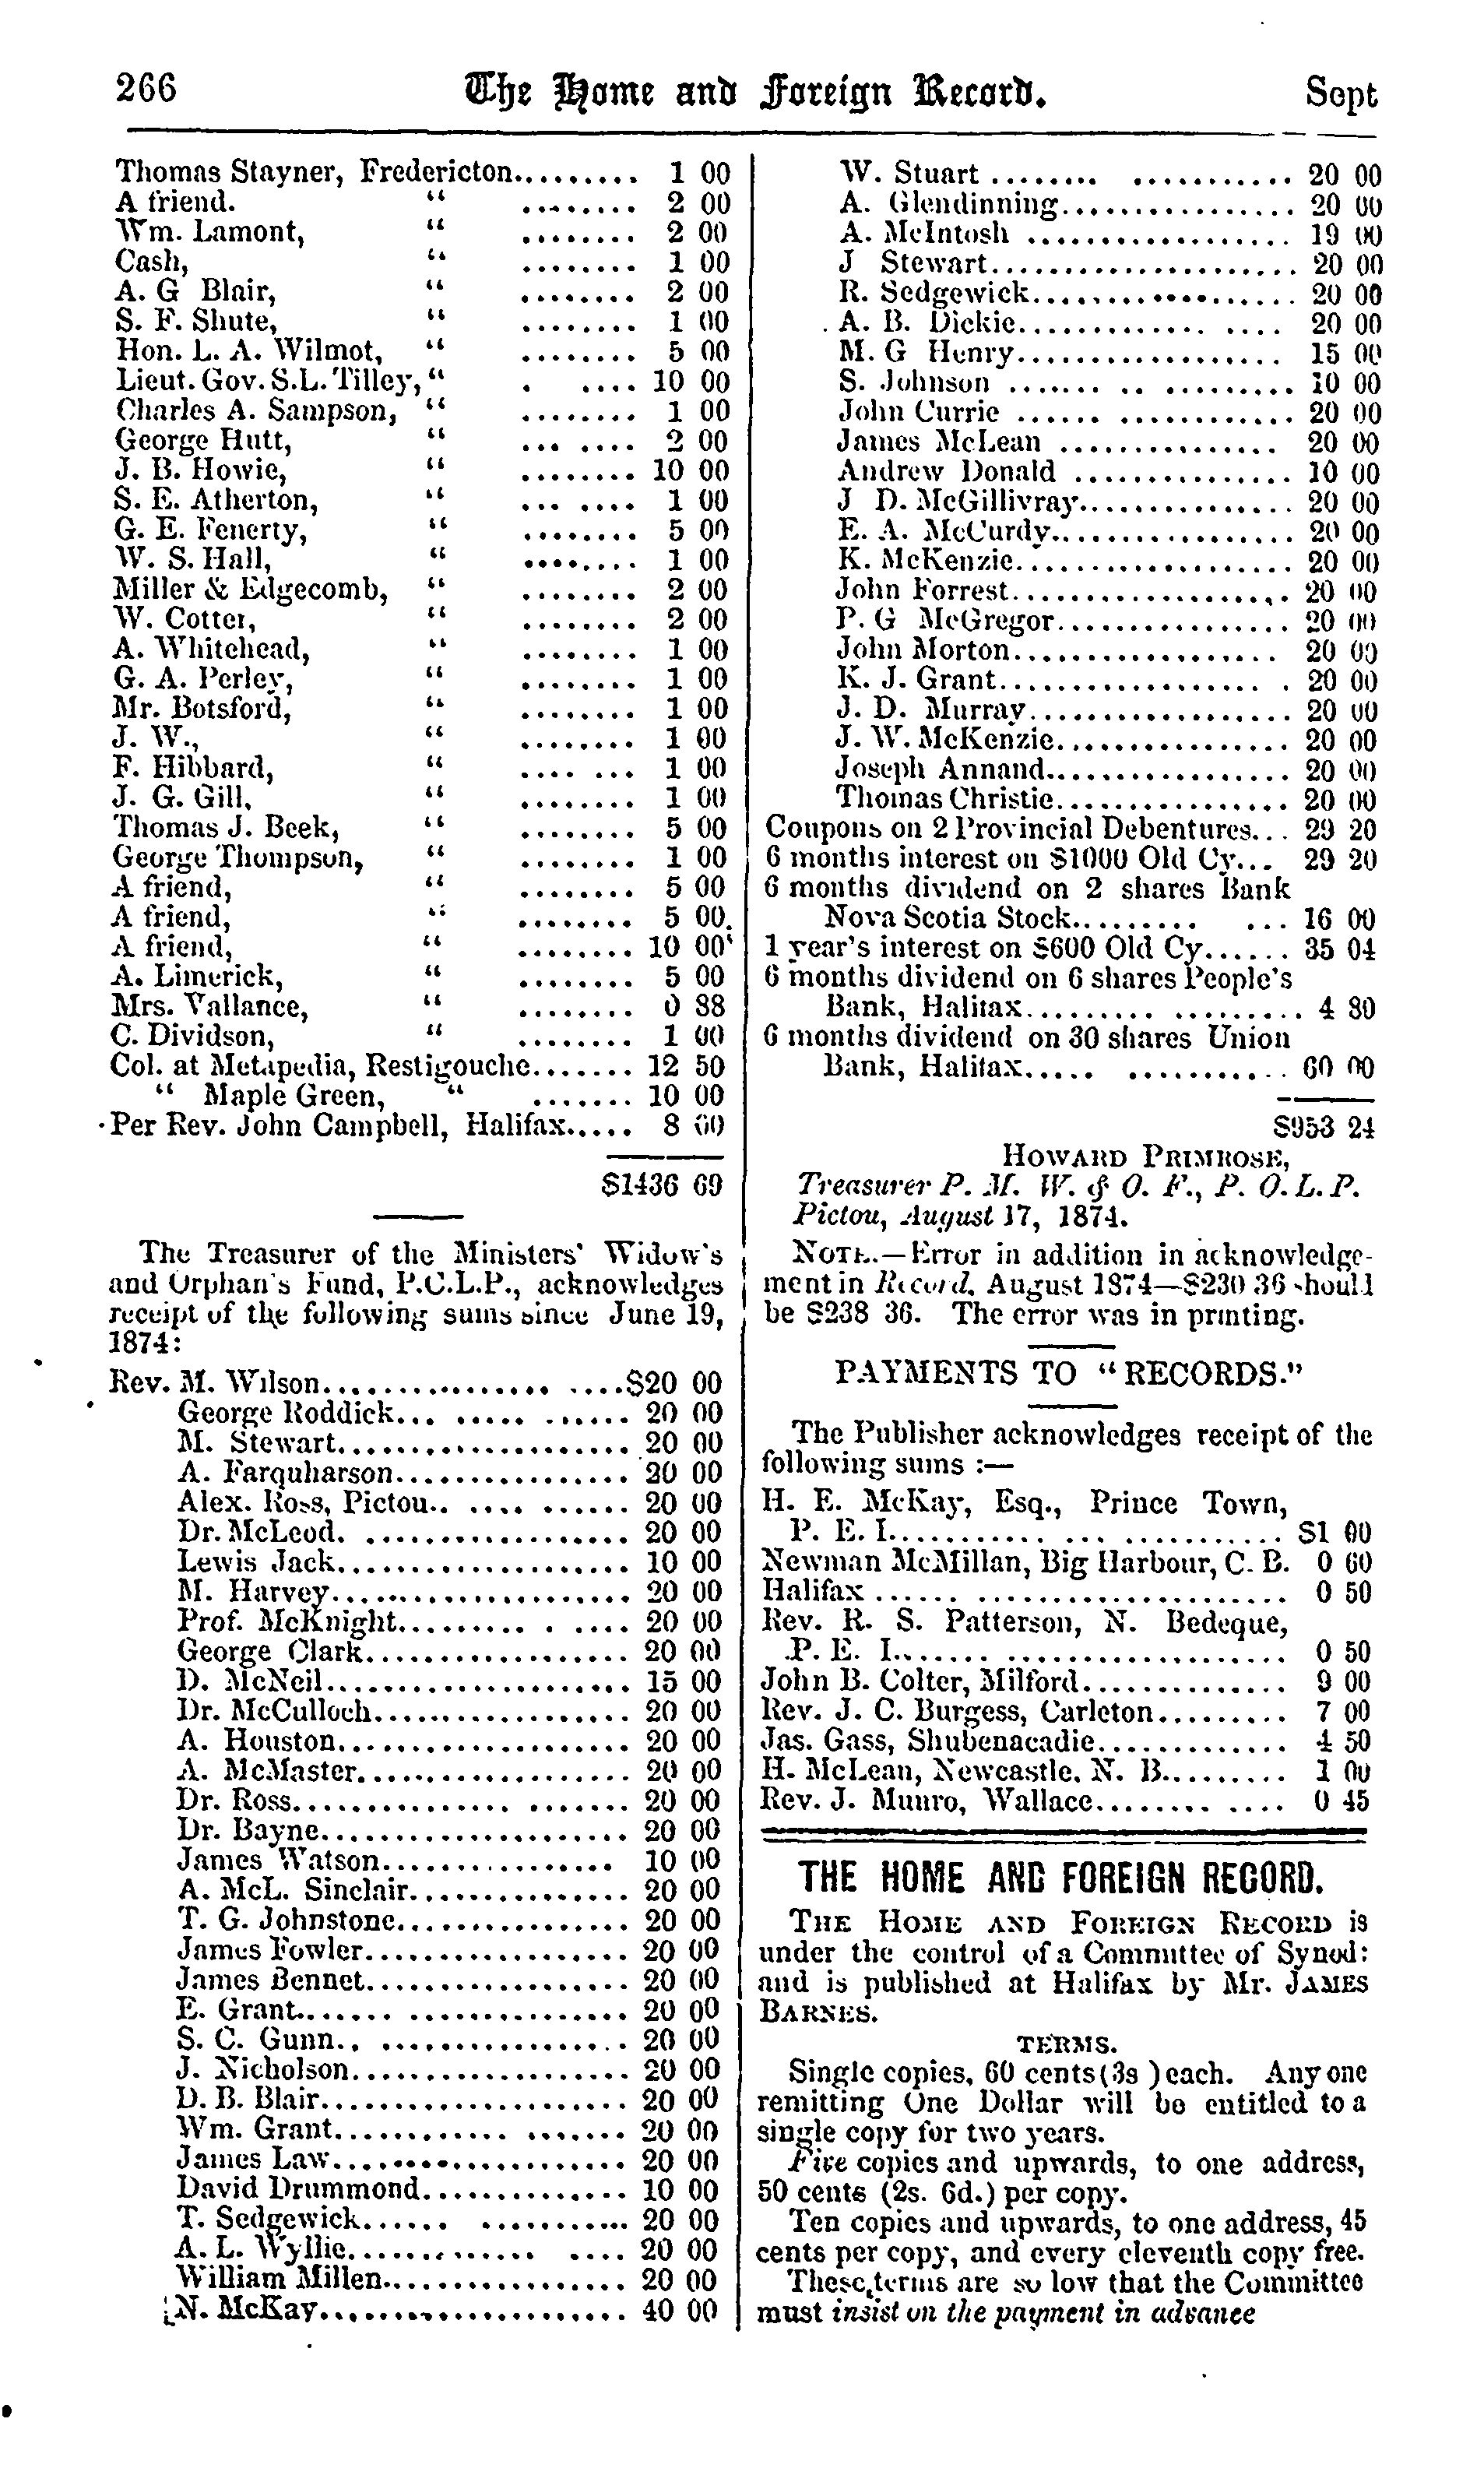 266 The Home and Foreign Record. Sept
Thomas Stayner, Fredericton.......... 1 00
A friend. “ ........ 2 00
Wm. Lamont, “ ........ 2 00
Cash, “ ........ 1 00
A. G Blair, “ ........ 2 00
S. F. Shute, “ ........ 1 00
Hon. L. A. Wilmot, “ ........ 5 00
Lieut. Gov. S.L. Tilley, “ . .... 10 00
Charles A. Sampson, “ ........ 1 00
George Hutt, “ ... .... 2 00
J. B. Howie, “ ........ 10 00
S. E. Atherton, “ ... .... 1 00
G. E. Fenerty, “ ........ 5 00
W. S. Hall, “ ........ 1 00
Miller & Edgecomb, “ ........ 2 00
W. Cotter, “ ........ 2 00
A. Whitehead, “ ........ 1 00
G. A. Perley, “ ........ 1 00
Mr. Botsford, “ ........ 1 00
J. W., “ ........ 1 00
F. Hibbard, “ .... ... 1 00
J. G. Gill, “ ........ 1 00
Thomas J. Beek, “ ........ 5 00
George Thompson, “ ........ 1 00
A friend, “ ........ 5 00
A friend, “ ........ 5 00
A friend, “ ........ 10 00
A. Limerick, “ ........ 5 00
Mrs. Vallance, “ ........ 0 88
C. Dividson, “ ........ 1 00
Col. at Metapedia, Restigouche....... 12 50
“ Maple Green, “ ....... 10 00
Per Rev. John Campbell, Halifax..... 8 60
$1436 69
The Treasurer of the Ministers' Widow's
and Orphan's Fund, P.C.L.P., acknowledges
receipt of the following sums since June 19,
1874:
Rev. M. Wilson.................... $20 00
George Roddick... ..... ...... 20 00
M. Stewart.................... 20 00
A. Farquharson................ 20 00
Alex. Ross, Pictou.. .... ...... 20 00
Dr. McLeod. .................. 20 00
Lewis Jack.................... 10 00
M. Harvey.................... 20 00
Prof. McKnight......... . .... 20 00
George Clark.................. 20 00
D. McNeil.................... 15 00
Dr. McCulloch................. 20 00
A. Houston................... 20 00
A. McMaster.................. 20 00
Dr. Ross............... ....... 20 00
Dr. Bayne.................... 20 00
James Watson................ 10 00
A. McL. Sinclair............... 20 00
T. G. Johnstone............... 20 00
James Fowler.................. 20 00
James Bennet.................. 20 00
E. Grant....... .............. 20 00
S. C. Gunn.. ................. 20 00
J. Nicholson................... 20 00
D. B. Blair.................... 20 00
Wm. Grant............ ....... 20 00
James Law................... 20 00
David Drummond.............. 10 00
T. Sedgewick...... .......... 20 00
A. L. Wyllie............. .... 20 00
William Millen................ 20 00
N. McKay.................... 40 00
W. Stuart ........ ........... 20 00
A. Glendinning................ 20 00
A. McIntosh .................. 19 00
J Stewart..................... 20 00
R. Sedgewick.................. 20 00
A. B. Dickie............. .... 20 00
M. G Henry.................. 15 00
S. Johnson ....... .. ......... 10 00
John Currie ...... ............ 20 00
James McLean ............... 20 00
Andrew Donald ............... 10 00
J D. McGillivray.............. 20 00
E. A. McCurdy................ 20 00
K. McKenzie................... 20 00
John Forrest................... 20 00
P. G McGregor................ 20 00
John Morton.................. 20 00
K. J. Grant................. . 20 00
J. D. Murray.................. 20 00
J. W. McKenzie................ 20 00
Joseph Annand................ 20 00
Thomas Christie................ 20 00
Coupons on 2 Provincial Debentures... 29 20
6 months interest on $1000 Old Cy... 29 20
6 months dividend on 2 shares Bank
Nova Scotia Stock......... ... 16 00
1 year's interest on $600 Old Cy...... 35 04
6 months dividend on 6 shares People's
Bank, Halifax......... ......... 4 80
6 months dividend on 30 shares Union
Bank, Halifax..... ........... 60 00
$953 24
HOWARD PRIMROSE,
Treasurer P. M. W. & O. F., P. O. L. P.
Pictou, August 17, 1874.
NOTE.—Error in addition in acknowledge-
ment in Record, August 1874—$230 36 should
be $238 36. The error was in printing.
PAYMENTS TO “RECORDS.”
The Publisher acknowledges receipt of the
following sums :—
H. E. McKay, Esq., Prince Town,
P. E. I........... ... ............ $1 00
Newman McMillan, Big Harbour, C. B. 0 60
Halifax ...... ................... 0 50
Rev. R. S. Patterson, N. Bedeque,
P. E. I....... .................. 0 50
John B. Colter, Milford.............. 9 00
Rev. J. C. Burgess, Carleton......... 7 00
Jas. Gass, Shubenacadie............. 4 50
H. McLean, Newcastle. N. B......... 1 00
Rev. J. Munro, Wallace........ .... 0 45
THE HOME AND FOREIGN RECORD.
THE HOME AND FOREIGN RECORD is
under the control of a Committee of Synod:
and is published at Halifax by Mr. JAMES
BARNES.
TERMS.
Single copies, 60 cents (3s ) each. Any one
remitting One Dollar will be entitled to a
single copy for two years.
Five copies and upwards, to one address,
50 cents (2s. 6d.) per copy.
Ten copies and upwards, to one address, 45
cents per copy, and every eleventh copy free.
These terms are so low that the Committee
must insist on the payment in advance